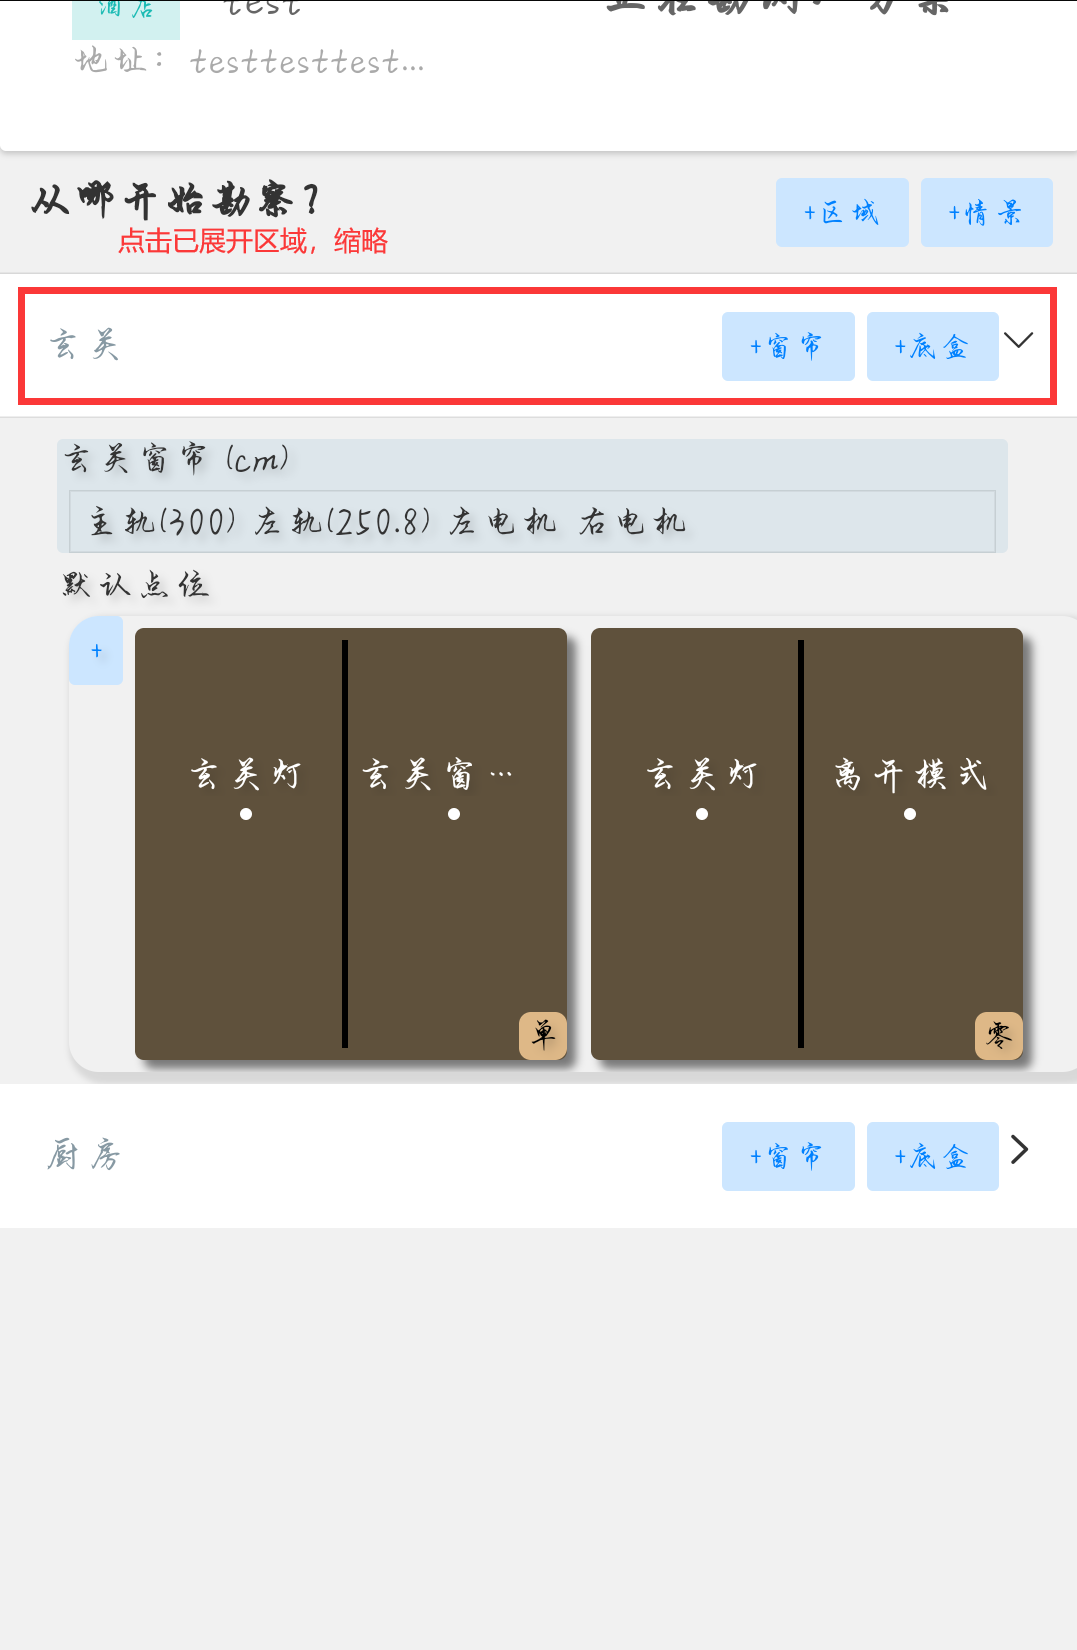 酒店 test
地址： testtesttest...
从哪开始勘察？ +区域 +情景
点击已展开区域，缩略
玄关 +窗帘 +底盒
玄关窗帘 (cm)
主轨(300) 左轨(250.8) 左电机 右电机
默认点位
+
玄关灯 玄关窗… 玄关灯 离开模式
单 零
厨房 +窗帘 +底盒